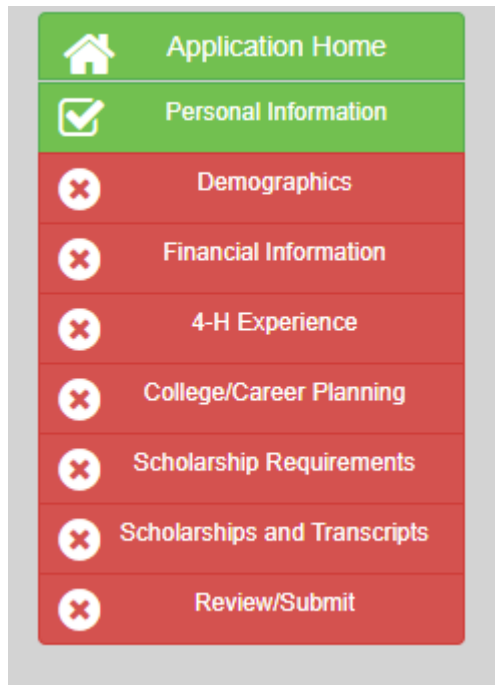 Application Home
Personal Information
Demographics
Financial Information
4-H Experience
College/Career Planning
Scholarship Requirements
Scholarships and Transcripts
Review/Submit